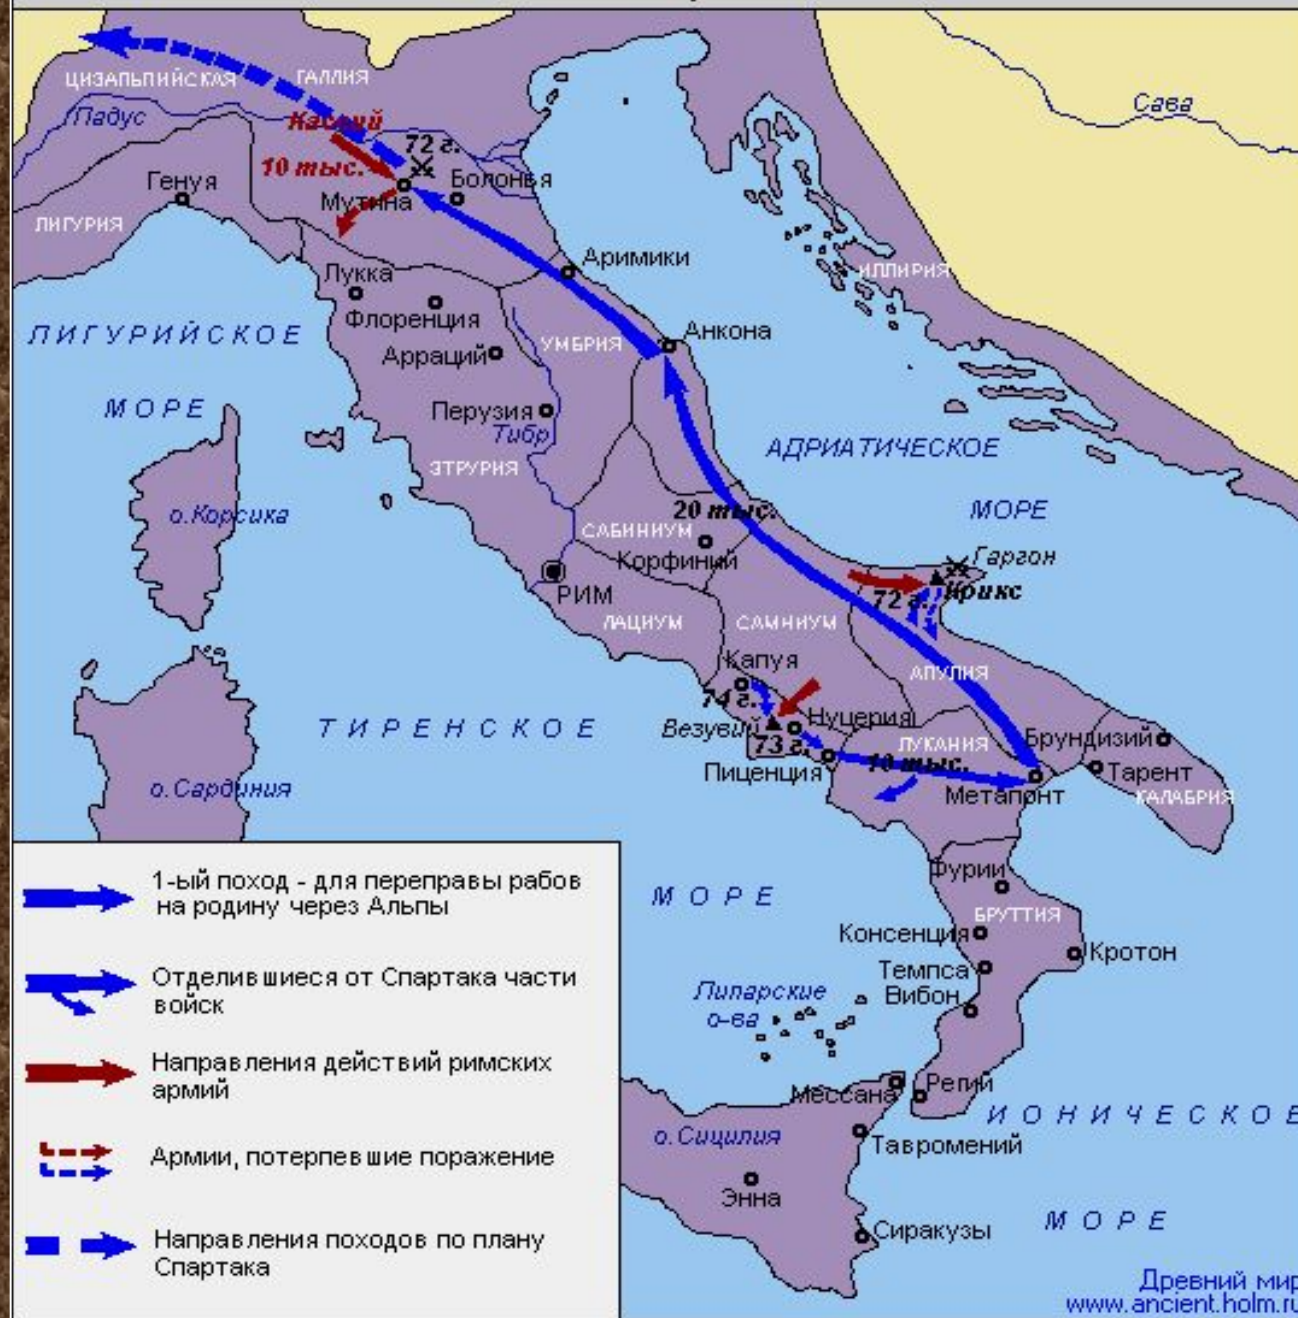 ЦИЗАЛЬПИЙСКАЯ ГАЛЛИЯ
Падус
Кассий
72 г.
10 тыс.
Генуя
Болонья
Мутина
ЛИГУРИЯ
Сава
Аримики
ИЛЛИРИЯ
Лукка
Флоренция
ЛИГУРИЙСКОЕ
МОРЕ
УМБРИЯ
Анкона
Арраций
Перузия
Тибр
ЭТРУРИЯ
АДРИАТИЧЕСКОЕ
МОРЕ
о.Корсика
20 тыс.
САБИНИУМ
Корфиний
Гаргон
Крикс
72 г.
РИМ
ЛАЦИУМ
САМНИУМ
Капуя
АПУЛИЯ
74 г.
ТИРЕНСКОЕ
Везувий
Нуцерия
73 г.
ЛУКАНИЯ
Брундизий
Пиценция
10 тыс.
Тарент
Метапонт
КАЛАБРИЯ
о.Сардиния
МОРЕ
Фурии
БРУТТИЯ
Консенция
Кротон
Темпса
Вибон
Липарские
о-ва
Мессана
Регий
ИОНИЧЕСКОЕ
о.Сицилия
Тавромений
Энна
Сиракузы
МОРЕ
1-ый поход - для переправы рабов
на родину через Альпы
Отделившиеся от Спартака части
войск
Направления действий римских
армий
Армии, потерпевшие поражение
Направления походов по плану
Спартака
Древний мир
www.ancient.holm.ru